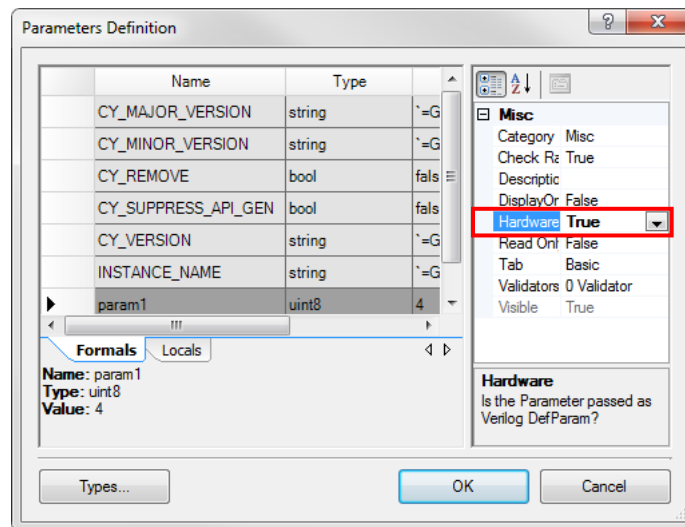 Parameters Definition
Name Type
CY_MAJOR_VERSION string `=G
CY_MINOR_VERSION string `=G
CY_REMOVE bool fals
CY_SUPPRESS_API_GEN bool fals
CY_VERSION string `=G
INSTANCE_NAME string `=G
param1 uint8 4
Formals Locals
Name: param1
Type: uint8
Value: 4
Misc
Category Misc
Check Ra True
Descriptic
DisplayOr False
Hardware True
Read Onl False
Tab Basic
Validators 0 Validator
Visible True
Hardware
Is the Parameter passed as
Verilog DefParam?
Types... OK Cancel